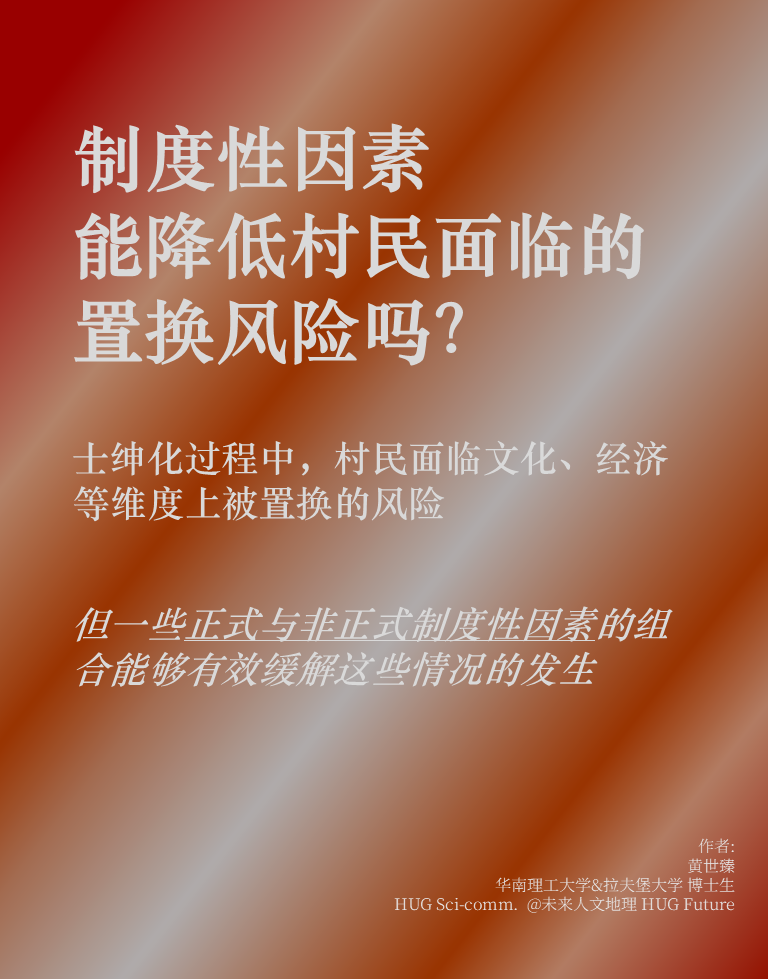 制度性因素
能降低村民面临的
置换风险吗?
士绅化过程中，村民面临文化、经济
等维度上被置换的风险
但一些正式与非正式制度性因素的组
合能够有效缓解这些情况的发生
作者:
黄世臻
华南理工大学&拉夫堡大学 博士生
HUG Sci-comm. @未来人文地理 HUG Future